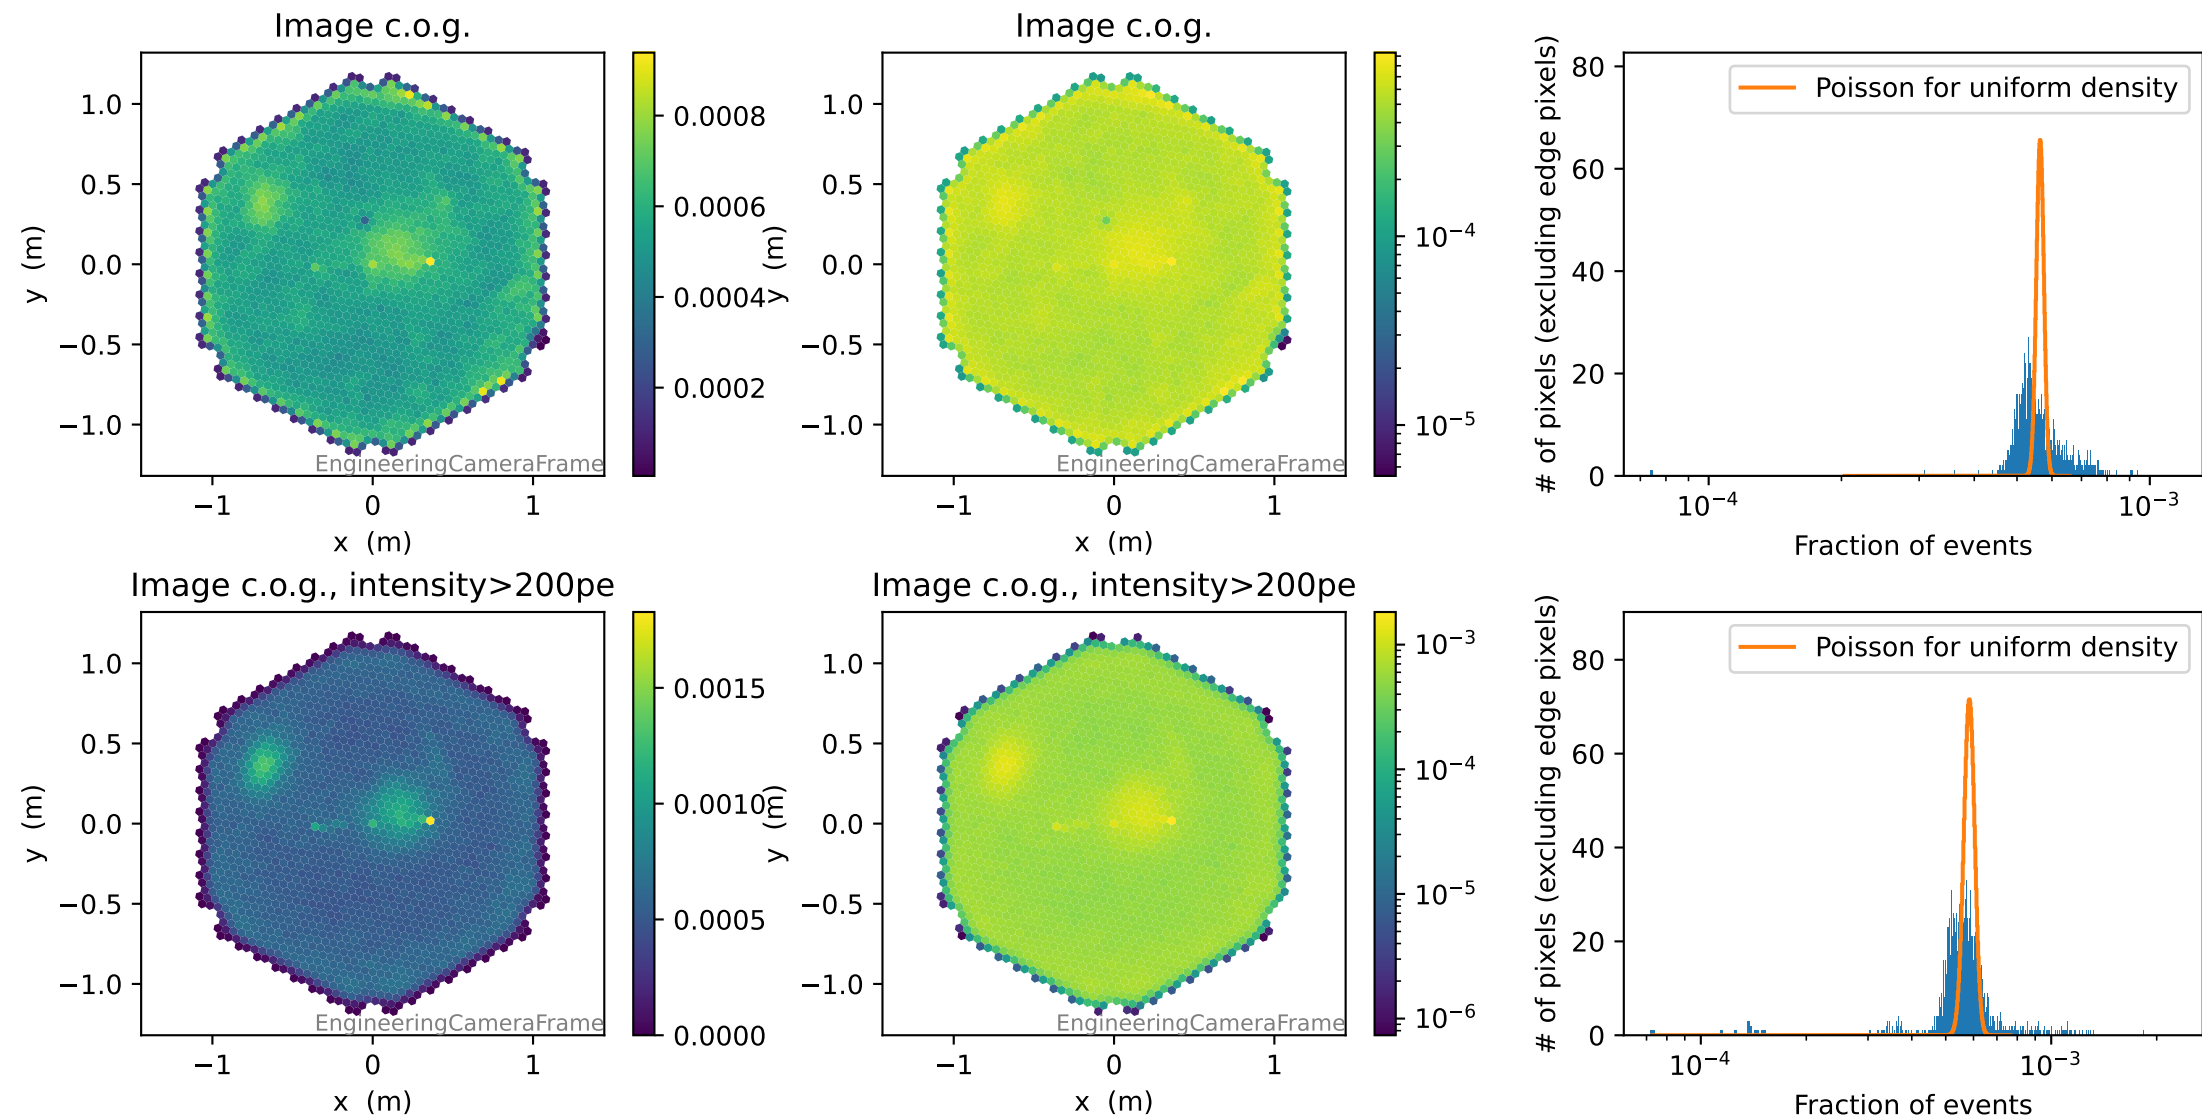 Image c.o.g.
y (m)
1.0
0.5
0.0
−0.5
−1.0
−1
0
1
x (m)
EngineeringCameraFrame
0.0008
0.0006
0.0004
0.0002
Image c.o.g.
y (m)
1.0
0.5
0.0
−0.5
−1.0
−1
0
1
x (m)
EngineeringCameraFrame
10⁻⁴
10⁻⁵
# of pixels (excluding edge pixels)
80
60
40
20
0
Poisson for uniform density
10⁻⁴
10⁻³
Fraction of events
Image c.o.g., intensity>200pe
y (m)
1.0
0.5
0.0
−0.5
−1.0
−1
0
1
x (m)
EngineeringCameraFrame
0.0015
0.0010
0.0005
0.0000
Image c.o.g., intensity>200pe
y (m)
1.0
0.5
0.0
−0.5
−1.0
−1
0
1
x (m)
EngineeringCameraFrame
10⁻³
10⁻⁴
10⁻⁵
10⁻⁶
# of pixels (excluding edge pixels)
80
60
40
20
0
Poisson for uniform density
10⁻⁴
10⁻³
Fraction of events